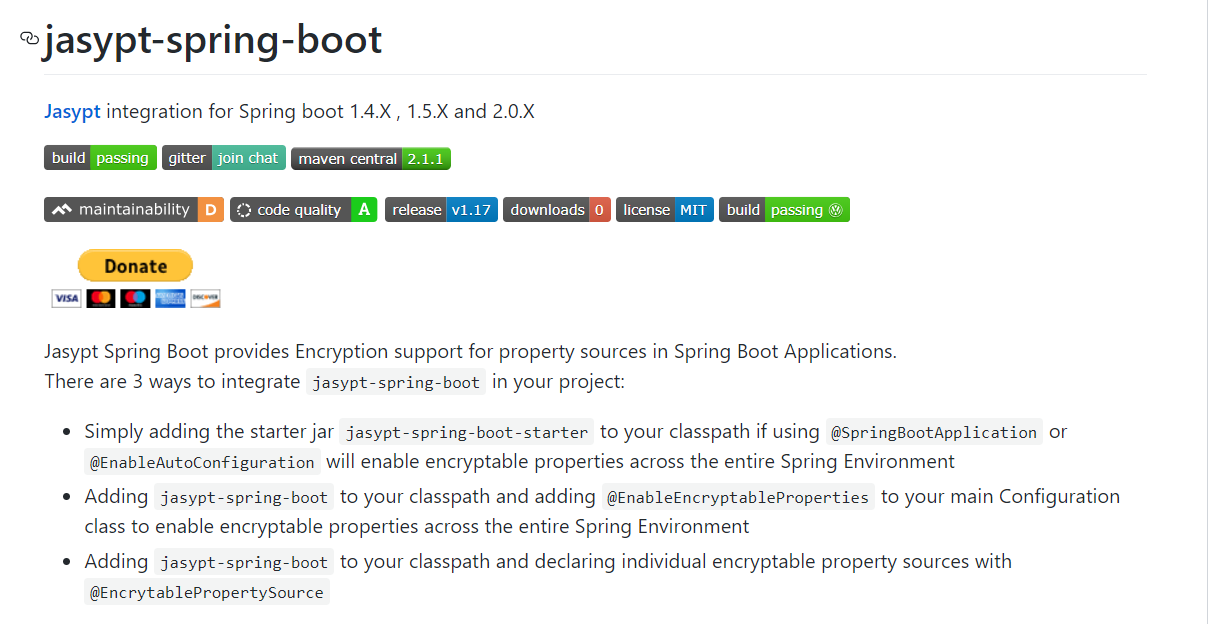 jasypt-spring-boot
Jasypt integration for Spring boot 1.4.X , 1.5.X and 2.0.X
build passing gitter join chat maven central 2.1.1
maintainability D code quality A release v1.17 downloads 0 license MIT build passing
Donate
VISA DISCOVER
Jasypt Spring Boot provides Encryption support for property sources in Spring Boot Applications.
There are 3 ways to integrate jasypt-spring-boot in your project:
• Simply adding the starter jar jasypt-spring-boot-starter to your classpath if using @SpringBootApplication or
@EnableAutoConfiguration will enable encryptable properties across the entire Spring Environment
• Adding jasypt-spring-boot to your classpath and adding @EnableEncryptableProperties to your main Configuration
class to enable encryptable properties across the entire Spring Environment
• Adding jasypt-spring-boot to your classpath and declaring individual encryptable property sources with
@EncrytablePropertySource